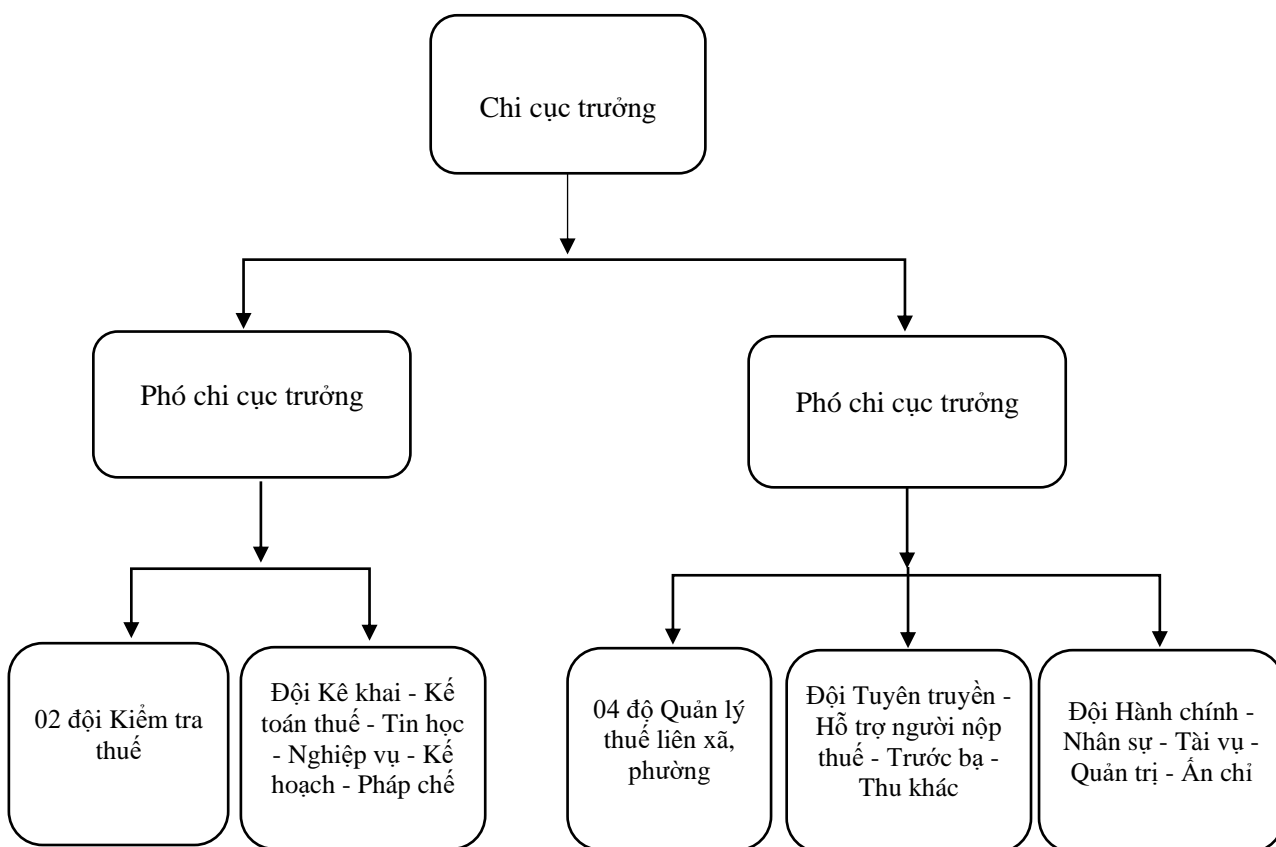 Chi cục trưởng
Phó chi cục trưởng
Phó chi cục trưởng
02 đội Kiểm tra
thuế
Đội Kê khai - Kế
toán thuế - Tin học
- Nghiệp vụ - Kế
hoạch - Pháp chế
04 độ Quản lý
thuế liên xã,
phường
Đội Tuyên truyền -
Hỗ trợ người nộp
thuế - Trước bạ -
Thu khác
Đội Hành chính -
Nhân sự - Tài vụ -
Quản trị - Ấn chỉ